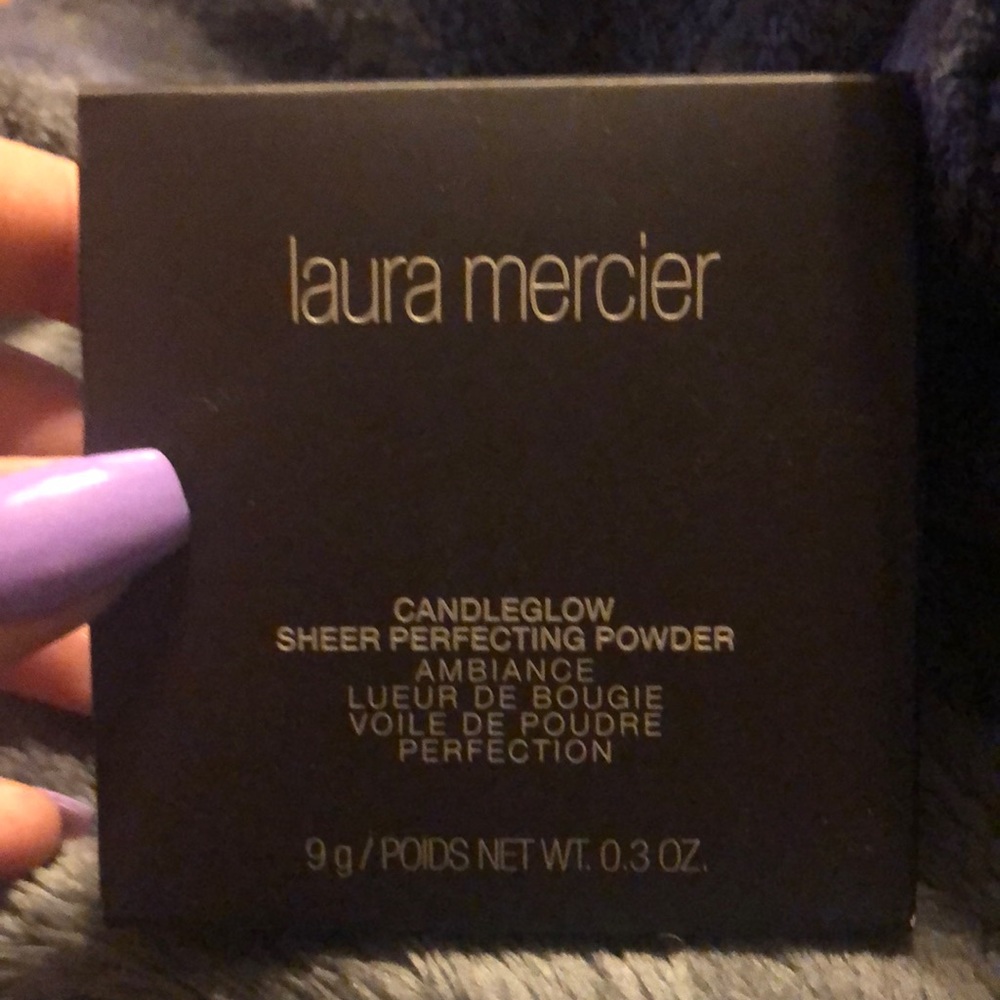 laura mercier
CANDLEGLOW
SHEER PERFECTING POWDER
AMBIANCE
LUEUR DE BOUGIE
VOILE DE POUDRE
PERFECTION
9 g / POIDS NET WT. 0.3 OZ.